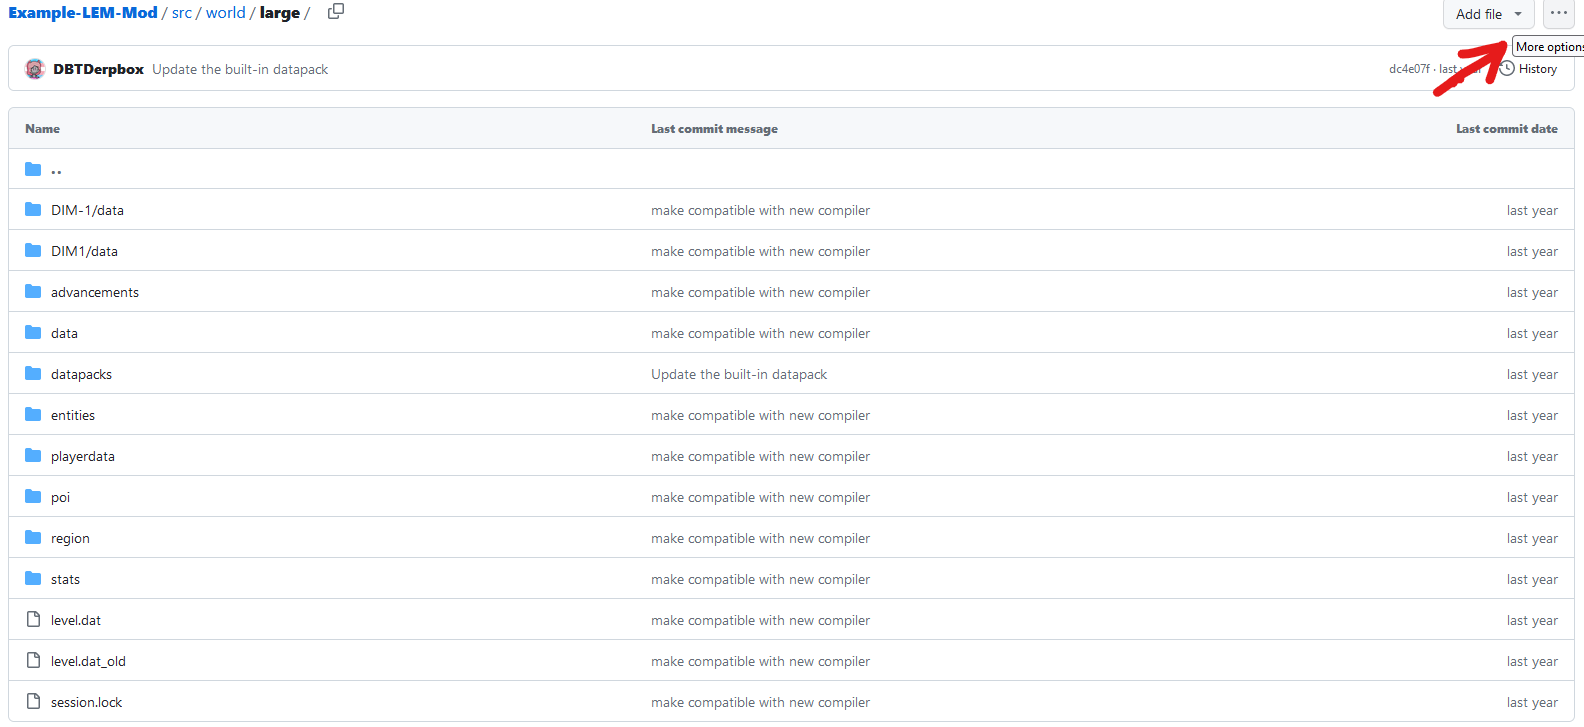 Example-LEM-Mod / src / world / large /
Add file
More options
DBTDerpbox Update the built-in datapack
dc4e07f · last year
History
Name Last commit message Last commit date
..
DIM-1/data make compatible with new compiler last year
DIM1/data make compatible with new compiler last year
advancements make compatible with new compiler last year
data make compatible with new compiler last year
datapacks Update the built-in datapack last year
entities make compatible with new compiler last year
playerdata make compatible with new compiler last year
poi make compatible with new compiler last year
region make compatible with new compiler last year
stats make compatible with new compiler last year
level.dat make compatible with new compiler last year
level.dat_old make compatible with new compiler last year
session.lock make compatible with new compiler last year